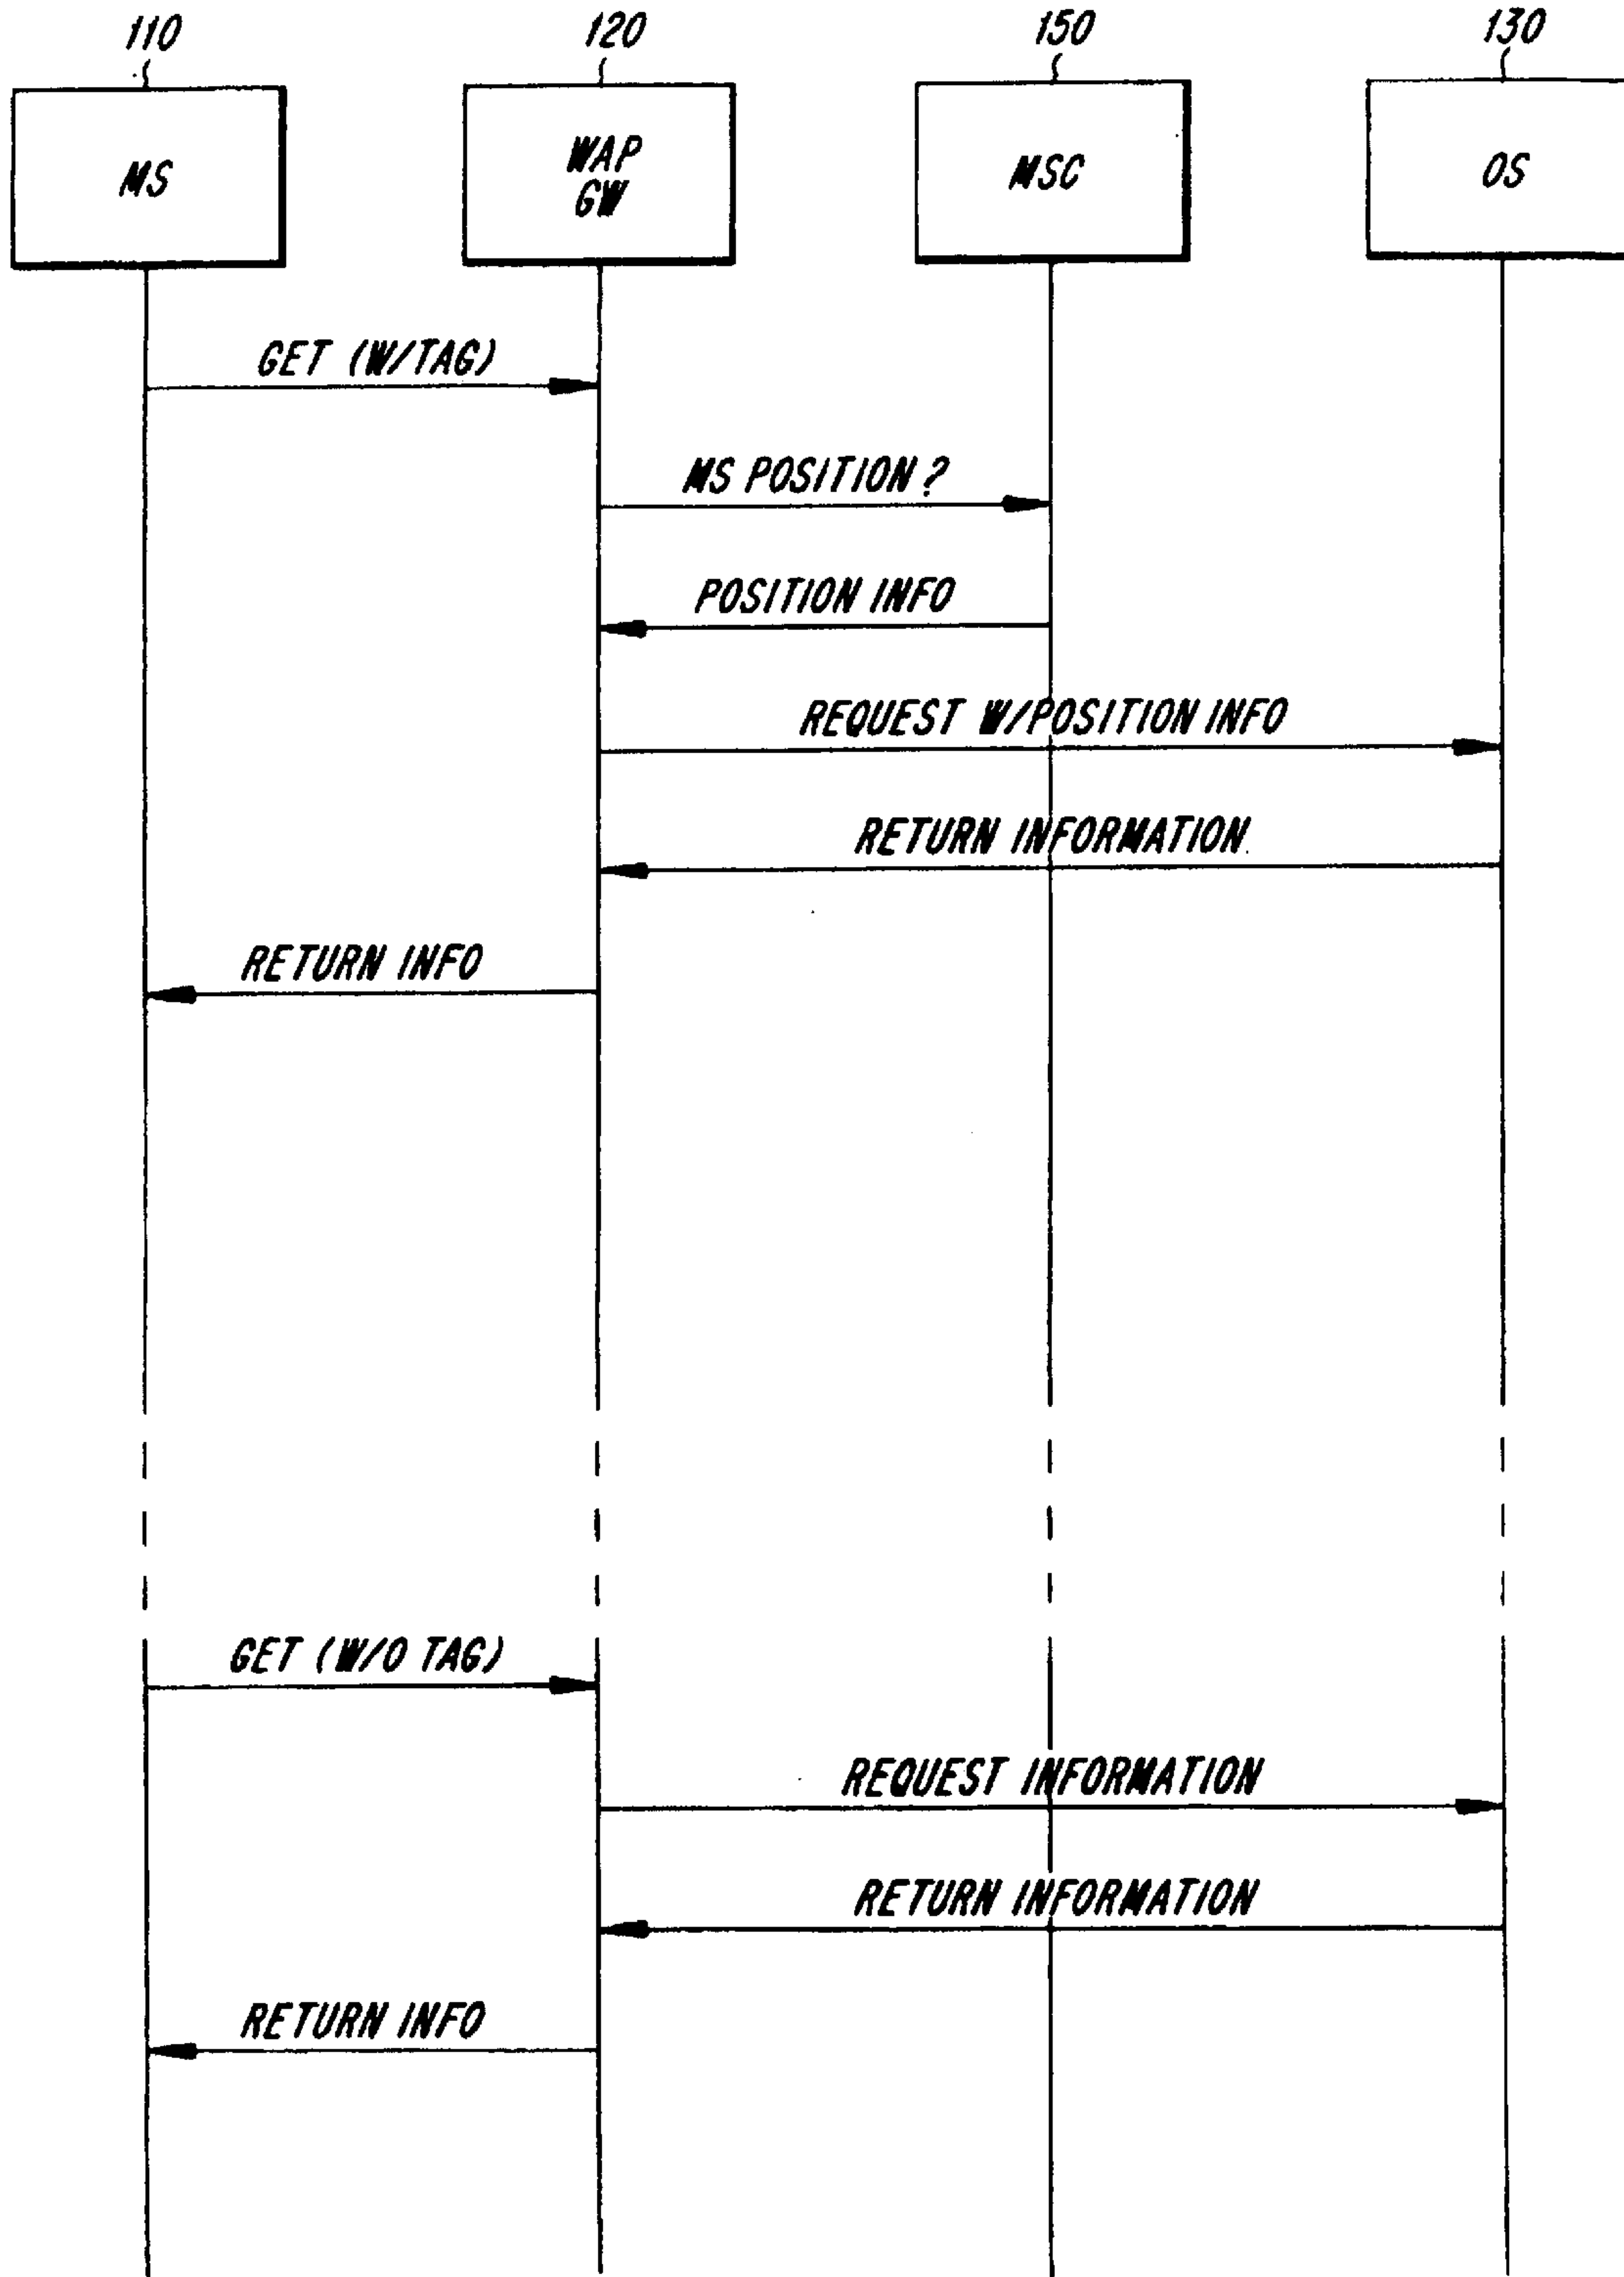 110
120
150
130
MS
WAP
GW
MSC
OS
GET (W/TAG)
MS POSITION?
POSITION INFO
REQUEST W/POSITION INFO
RETURN INFORMATION
RETURN INFO
GET (W/O TAG)
REQUEST INFORMATION
RETURN INFORMATION
RETURN INFO